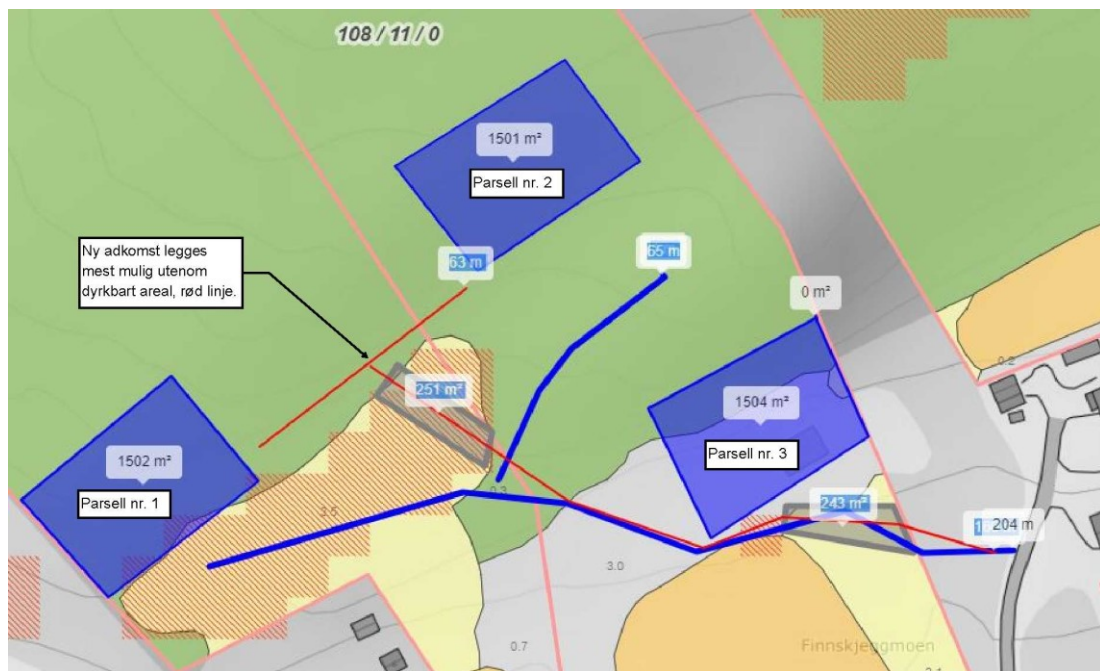 108 / 11 / 0
1501 m²
Parsell nr. 2
Ny adkomst legges
mest mulig utenom
dyrkbart areal, rød linje.
63 m
65 m
0 m²
0.2
251 m²
1504 m²
Parsell nr. 3
1502 m²
Parsell nr. 1
0.3
3.5
243 m²
204 m
3.0
0.7
Finnskjeggmoen